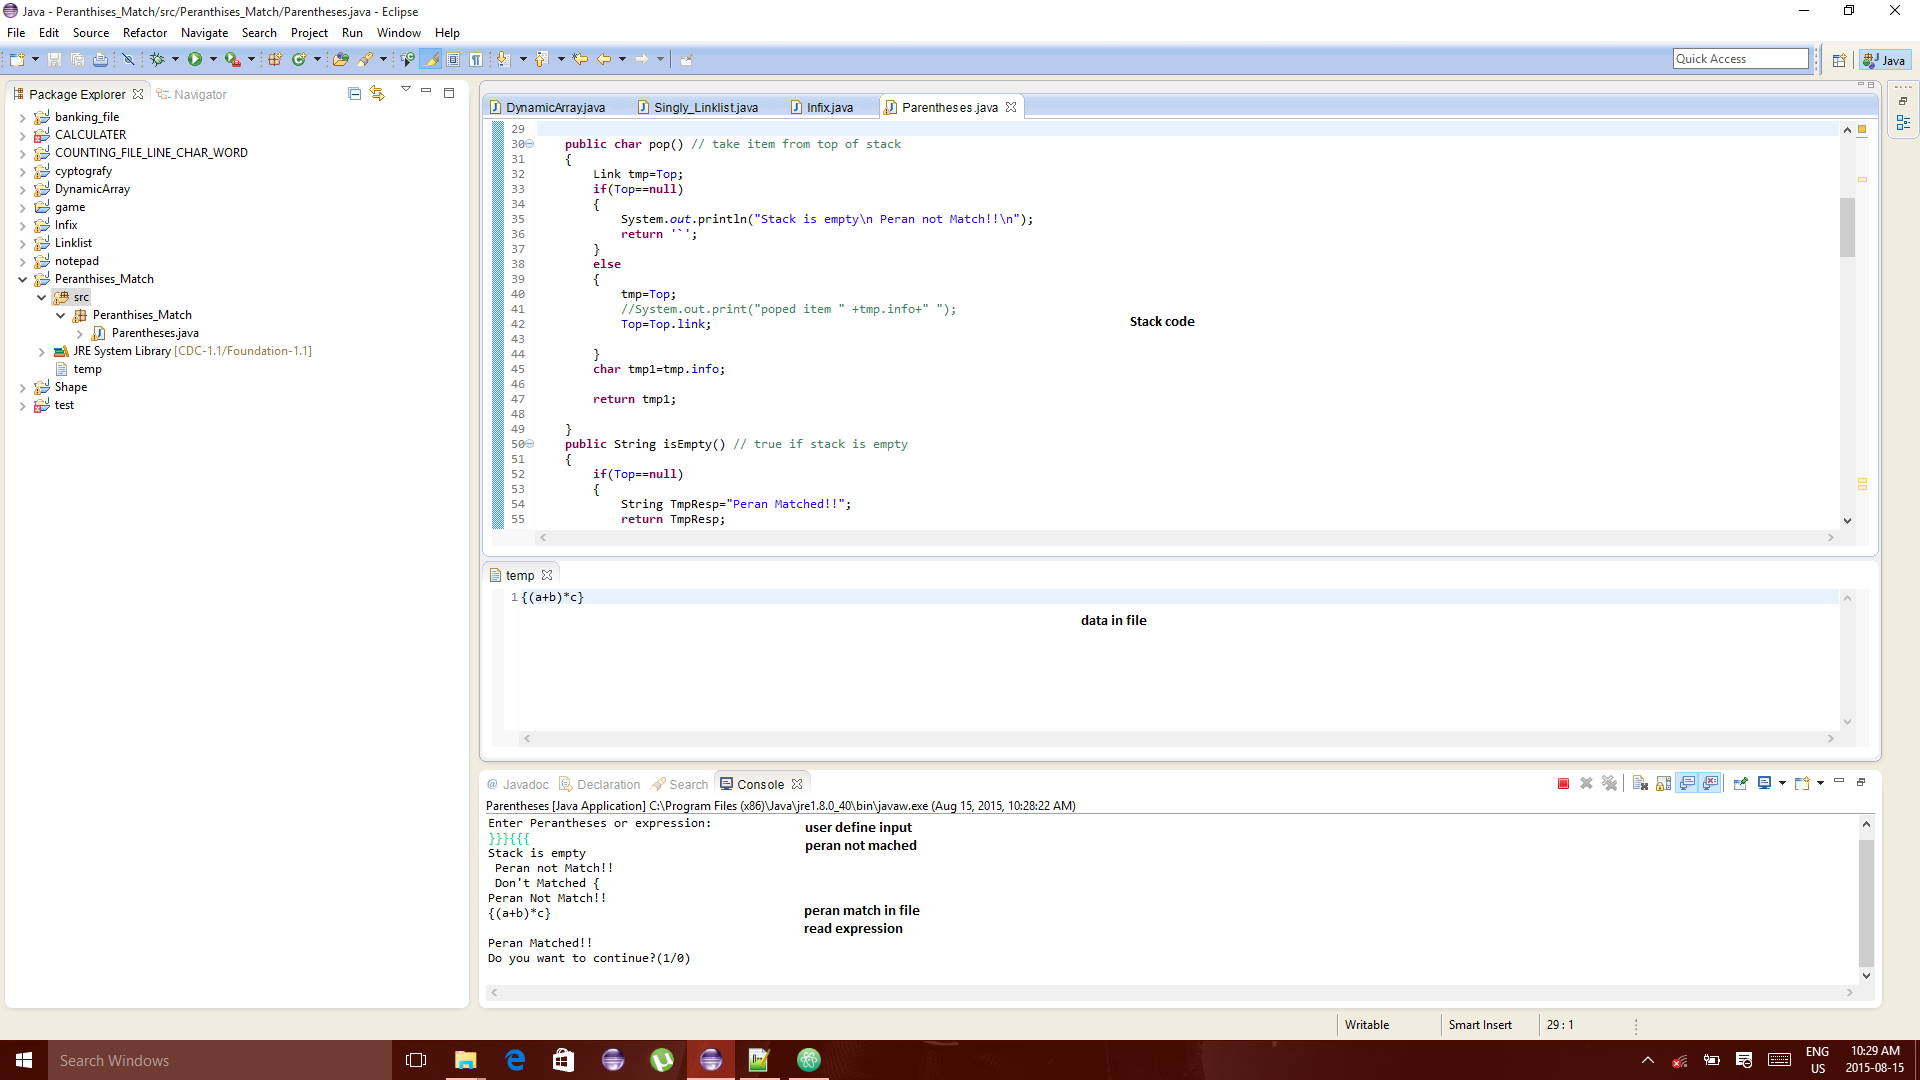 Java - Peranthises_Match/src/Peranthises_Match/Parentheses.java - Eclipse
File Edit Source Refactor Navigate Search Project Run Window Help
Quick Access
Java
Package Explorer
Navigator
banking_file
CALCULATER
COUNTING_FILE_LINE_CHAR_WORD
cyptografy
DynamicArray
game
Infix
Linklist
notepad
Peranthises_Match
src
Peranthises_Match
Parentheses.java
JRE System Library [CDC-1.1/Foundation-1.1]
temp
Shape
test
DynamicArray.java Singly_Linklist.java Infix.java Parentheses.java
29
30 public char pop() // take item from top of stack
31 {
32 Link tmp=Top;
33 if(Top==null)
34 {
35 System.out.println("Stack is empty\n Peran not Match!!\n");
36 return '`';
37 }
38 else
39 {
40 tmp=Top;
41 //System.out.print("poped item " +tmp.info+" ");
42 Top=Top.link;
43
44 }
45 char tmp1=tmp.info;
46
47 return tmp1;
48
49 }
50 public String isEmpty() // true if stack is empty
51 {
52 if(Top==null)
53 {
54 String TmpResp="Peran Matched!!";
55 return TmpResp;
Stack code
temp
1 {(a+b)*c}
data in file
@ Javadoc Declaration Search Console
Parentheses [Java Application] C:\Program Files (x86)\Java\jre1.8.0_40\bin\javaw.exe (Aug 15, 2015, 10:28:22 AM)
Enter Perantheses or expression:
}}}{{{
Stack is empty
Peran not Match!!
Don't Matched {
Peran Not Match!!
{(a+b)*c}
Peran Matched!!
Do you want to continue?(1/0)
user define input
peran not mached
peran match in file
read expression
Writable Smart Insert 29 : 1
Search Windows
ENG
US
10:29 AM
2015-08-15